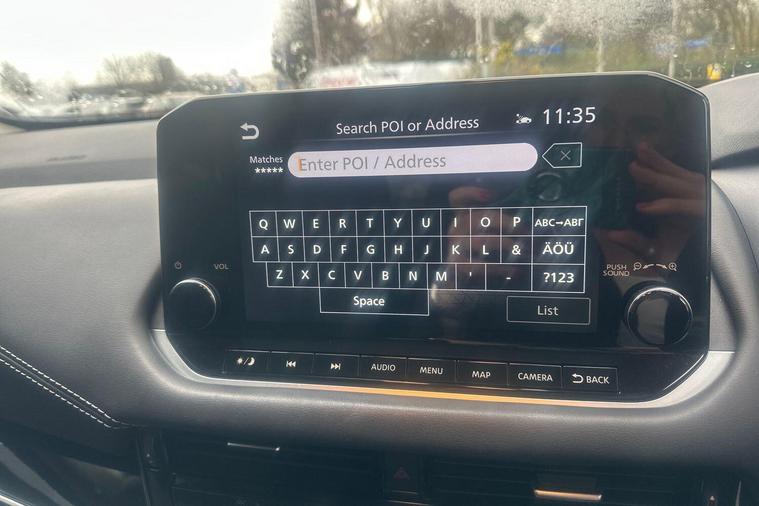 Search POI or Address
11:35
Matches
*****
Enter POI / Address
Q W E R T Y U I O P ABC→АБГ
A S D F G H J K L & ÄÖÜ
Z X C V B N M ' - ?123
Space
List
VOL
PUSH
SOUND
AUDIO MENU MAP CAMERA BACK